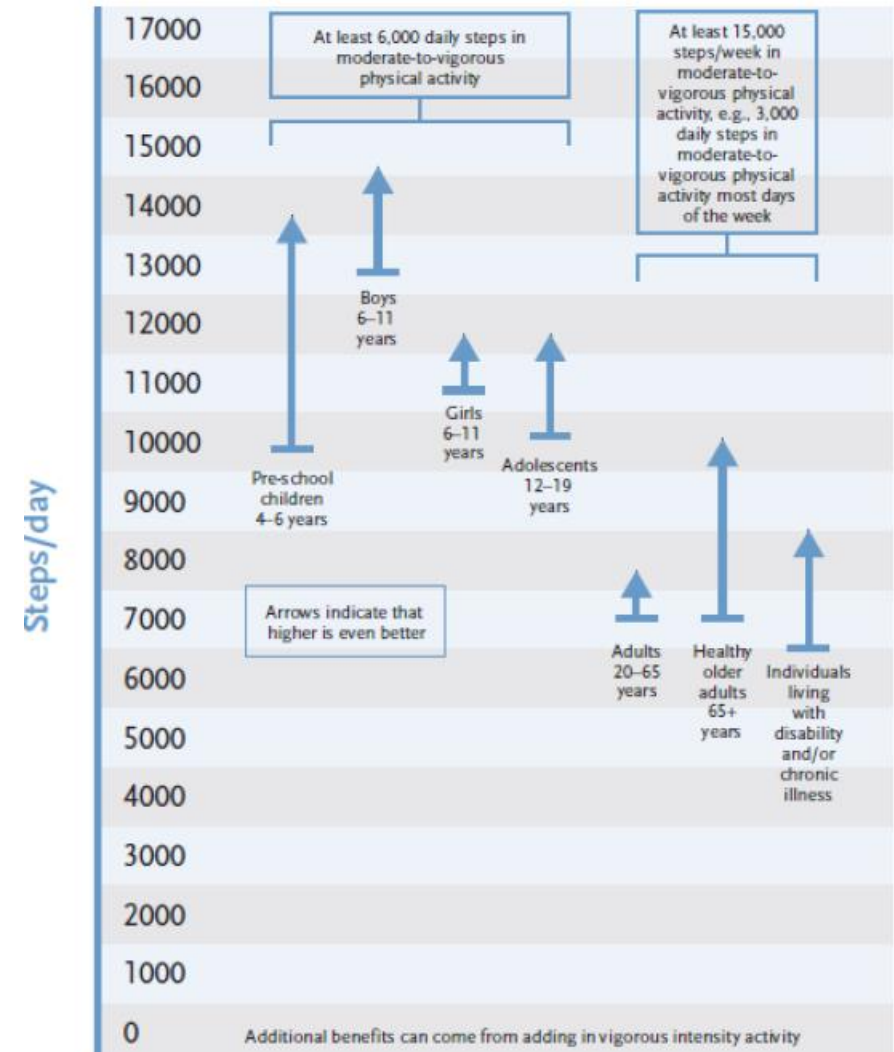 Steps/day
17000
16000
15000
14000
13000
12000
11000
10000
9000
8000
7000
6000
5000
4000
3000
2000
1000
0
At least 6,000 daily steps in
moderate-to-vigorous
physical activity
At least 15,000
steps/week in
moderate-to-
vigorous physical
activity, e.g., 3,000
daily steps in
moderate-to-
vigorous physical
activity most days
of the week
Pre-school
children
4–6 years
Boys
6–11
years
Girls
6–11
years
Adolescents
12–19
years
Adults
20–65
years
Healthy
older
adults
65+
years
Individuals
living
with
disability
and/or
chronic
illness
Arrows indicate that
higher is even better
Additional benefits can come from adding in vigorous intensity activity